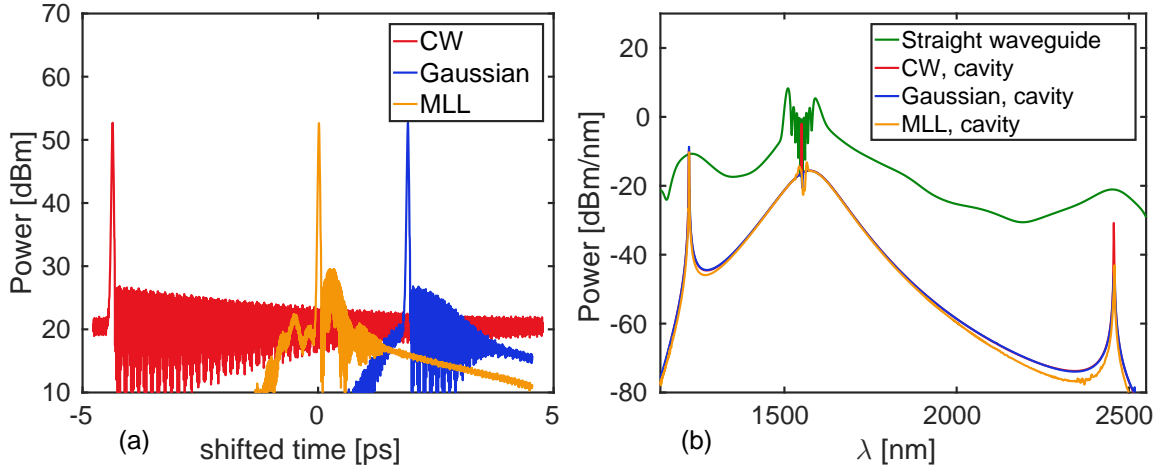 70
60
50
40
30
20
10
Power [dBm]
-5
0
5
(a)
shifted time [ps]
CW
Gaussian
MLL
20
0
-20
-40
-60
-80
Power [dBm/nm]
1500
2000
2500
(b)
λ [nm]
Straight waveguide
CW, cavity
Gaussian, cavity
MLL, cavity